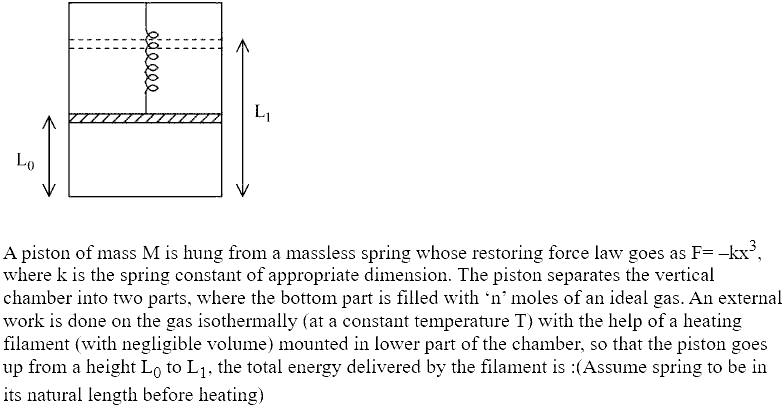 L₁
L₀
A piston of mass M is hung from a massless spring whose restoring force law goes as F= –kx³,
where k is the spring constant of appropriate dimension. The piston separates the vertical
chamber into two parts, where the bottom part is filled with ‘n’ moles of an ideal gas. An external
work is done on the gas isothermally (at a constant temperature T) with the help of a heating
filament (with negligible volume) mounted in lower part of the chamber, so that the piston goes
up from a height L₀ to L₁, the total energy delivered by the filament is :(Assume spring to be in
its natural length before heating)